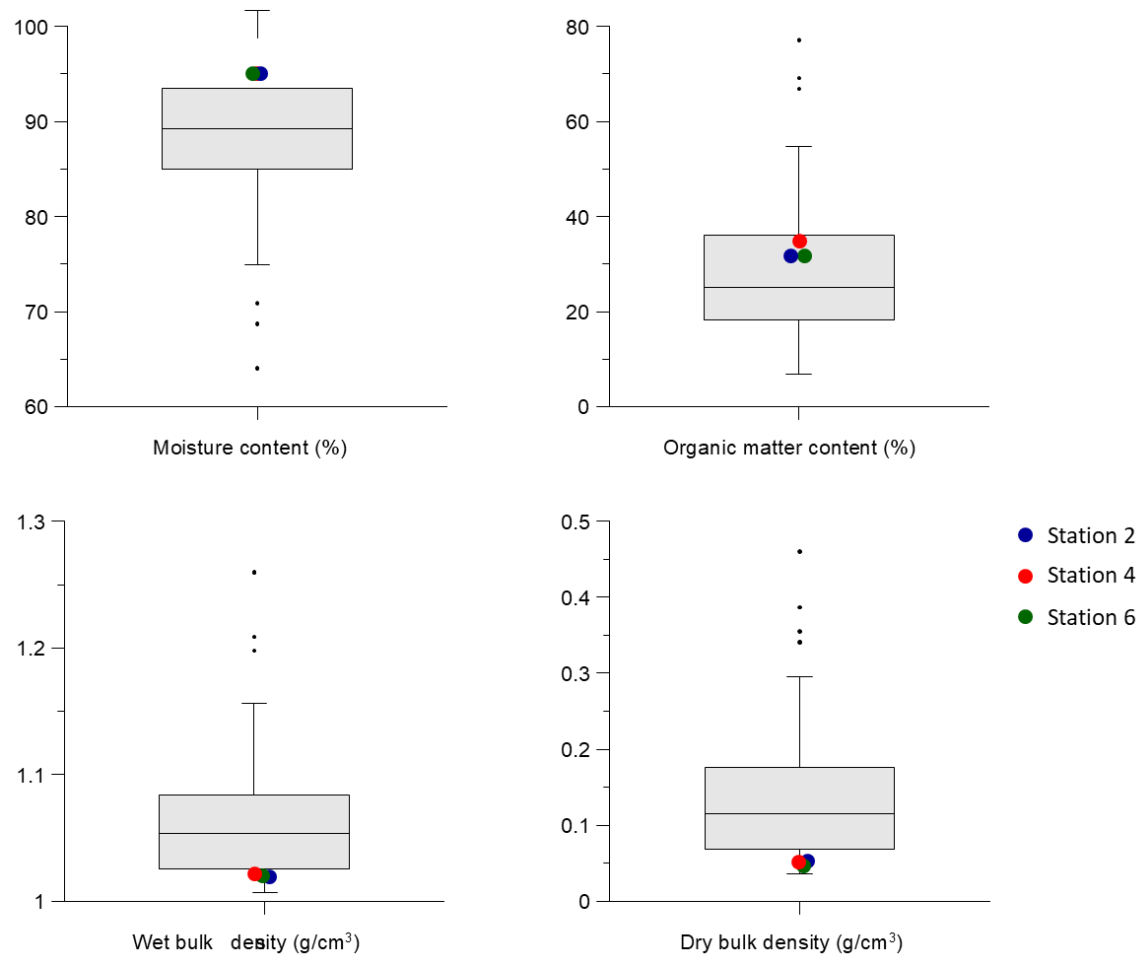 100
90
80
70
60
Moisture content (%)
80
60
40
20
0
Organic matter content (%)
1.3
1.2
1.1
1
Wet bulk density (g/cm³)
0.5
0.4
0.3
0.2
0.1
0
Dry bulk density (g/cm³)
Station 2
Station 4
Station 6